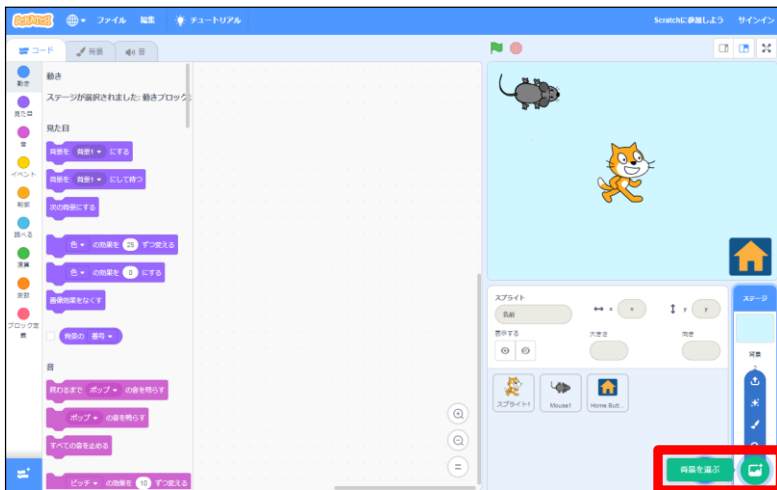 SCRATCH
ファイル 編集 チュートリアル Scratchに参加しよう サインイン
コード 背景 音
動き
見た目
音
イベント
制御
調べる
演算
変数
ブロック定義
動き
ステージが選択されました: 動きブロック
見た目
背景を 背景1 にする
背景を 背景1 にして待つ
次の背景にする
色 の効果を 25 ずつ変える
色 の効果を 0 にする
画像効果をなくす
背景の 番号
音
終わるまで ポップ の音を鳴らす
ポップ の音を鳴らす
すべての音を止める
ピッチ の効果を 10 ずつ変える
スプライト
名前
x x
y y
表示する
大きさ
向き
スプライト1
Mouse1
Home Butt...
ステージ
背景
背景を選ぶ